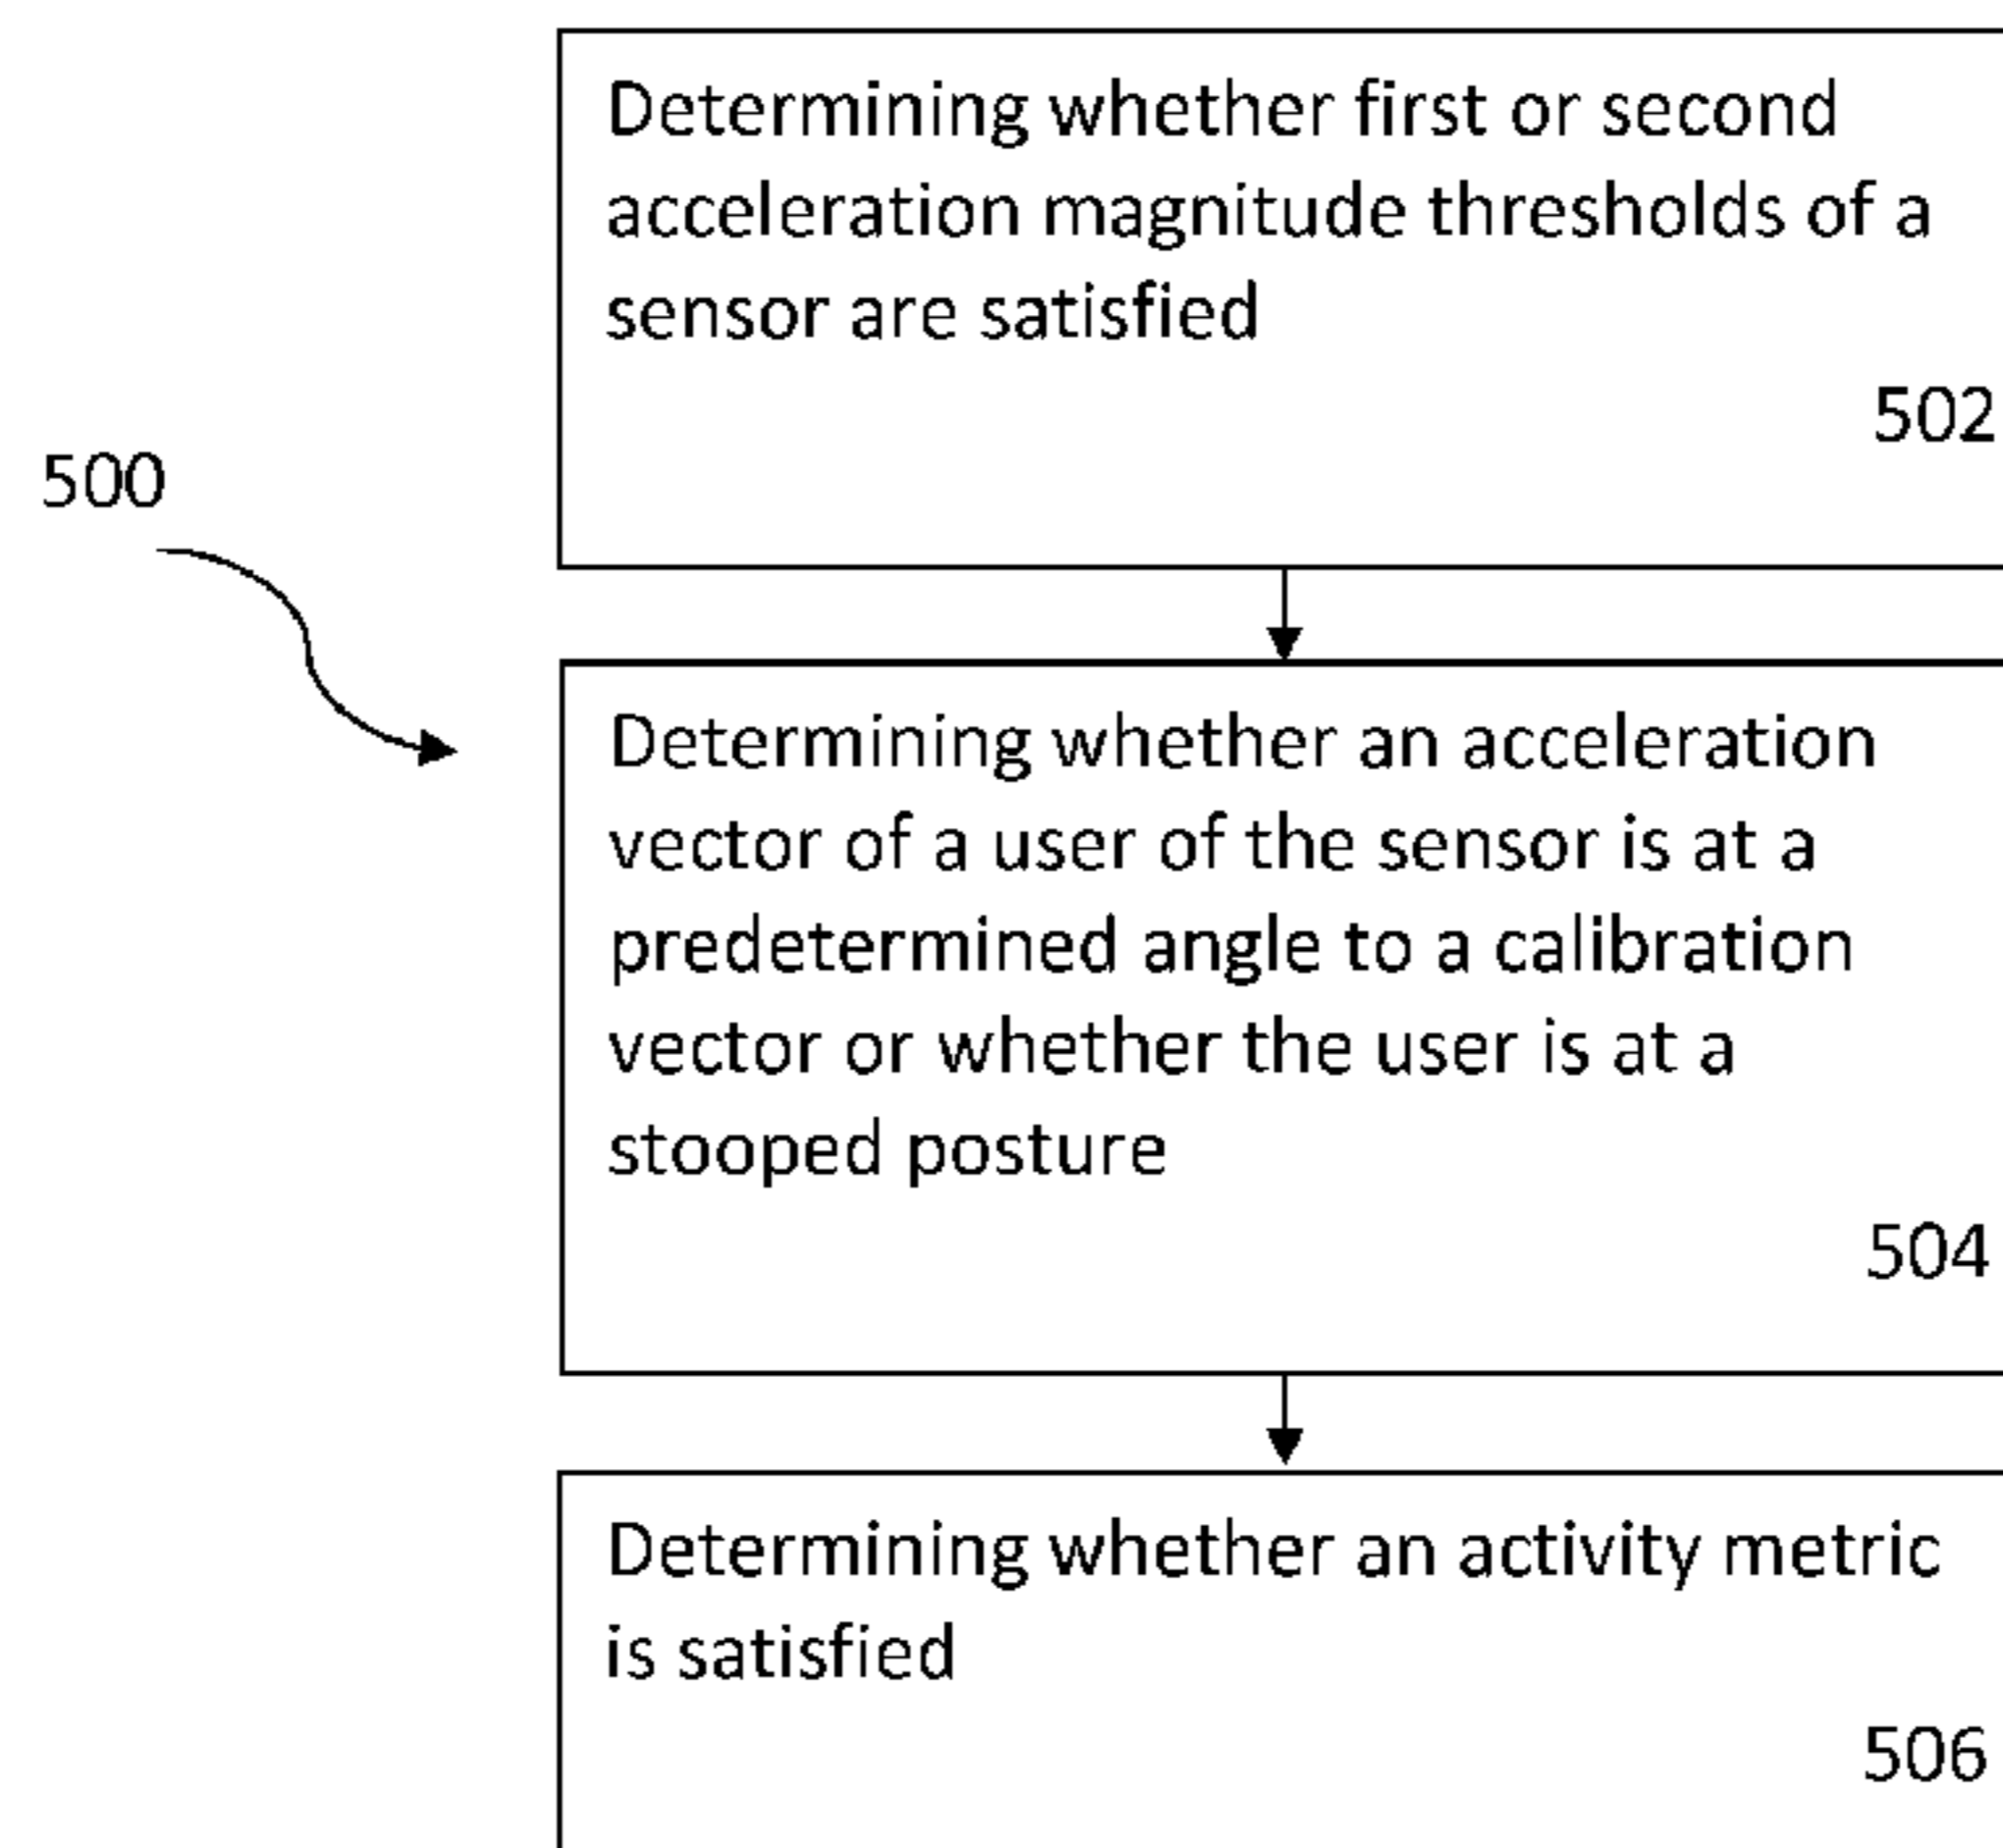 Determining whether first or second
acceleration magnitude thresholds of a
sensor are satisfied
502
500
Determining whether an acceleration
vector of a user of the sensor is at a
predetermined angle to a calibration
vector or whether the user is at a
stooped posture
504
Determining whether an activity metric
is satisfied
506